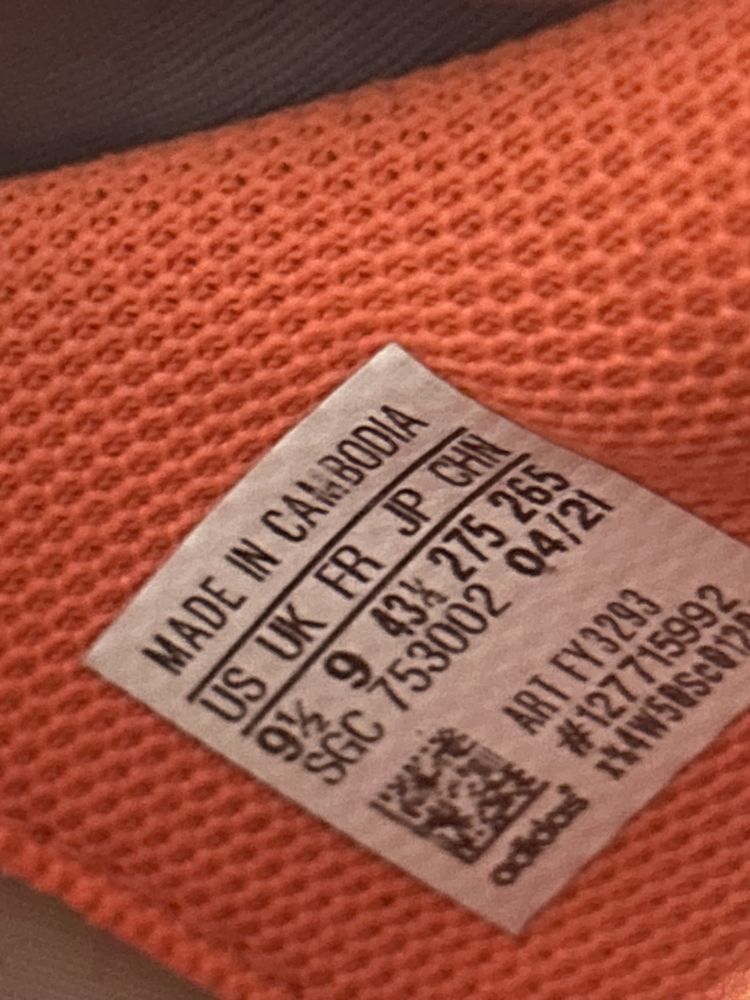 MADE IN CAMBODIA
US UK FR JP CHN
9½ 9 43⅓ 275 265
SGC 753002 04/21
ART FY3293
#127715992
adidas